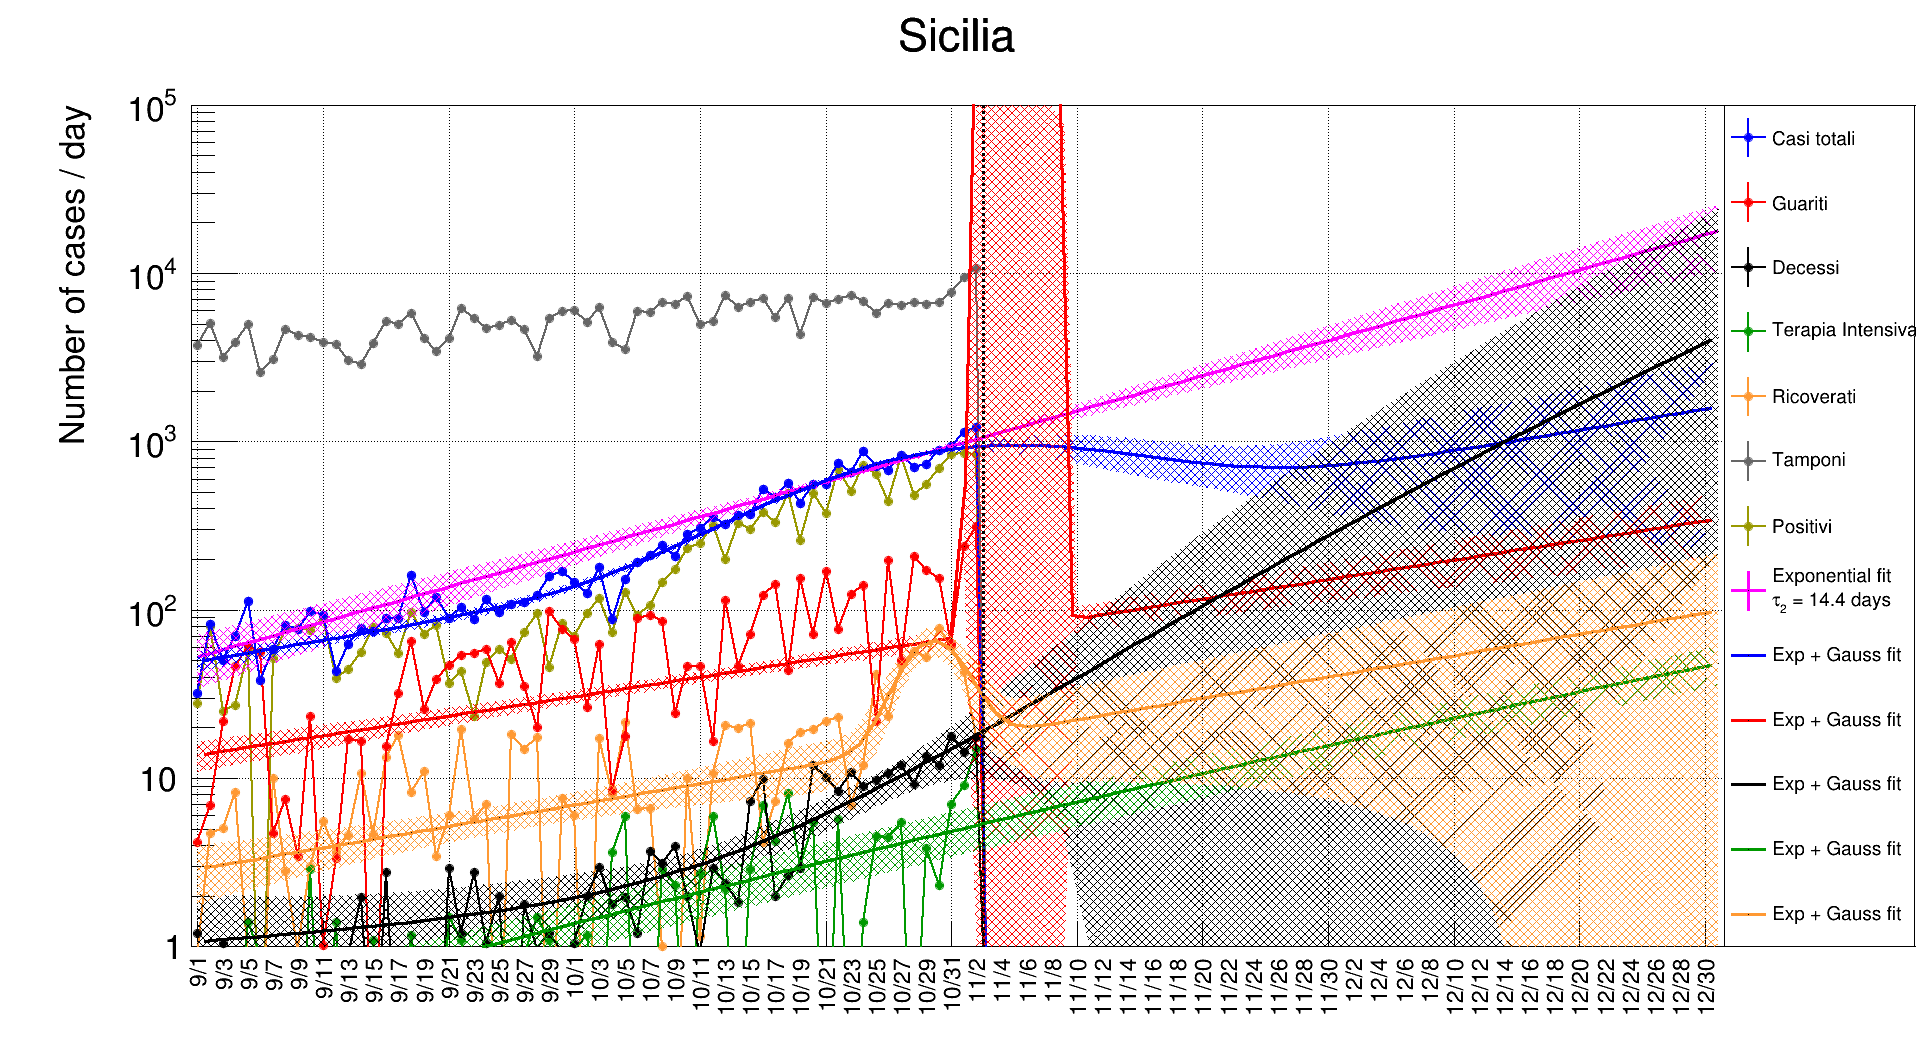 Sicilia
Number of cases / day
10^5
10^4
10^3
10^2
10
1
9/1 9/3 9/5 9/7 9/9 9/11 9/13 9/15 9/17 9/19 9/21 9/23 9/25 9/27 9/29 10/1 10/3 10/5 10/7 10/9 10/11 10/13 10/15 10/17 10/19 10/21 10/23 10/25 10/27 10/29 10/31 11/2 11/4 11/6 11/8 11/10 11/12 11/14 11/16 11/18 11/20 11/22 11/24 11/26 11/28 11/30 12/2 12/4 12/6 12/8 12/10 12/12 12/14 12/16 12/18 12/20 12/22 12/24 12/26 12/28 12/30
Casi totali
Guariti
Decessi
Terapia Intensiva
Ricoverati
Tamponi
Positivi
Exponential fit
τ₂ = 14.4 days
Exp + Gauss fit
Exp + Gauss fit
Exp + Gauss fit
Exp + Gauss fit
Exp + Gauss fit